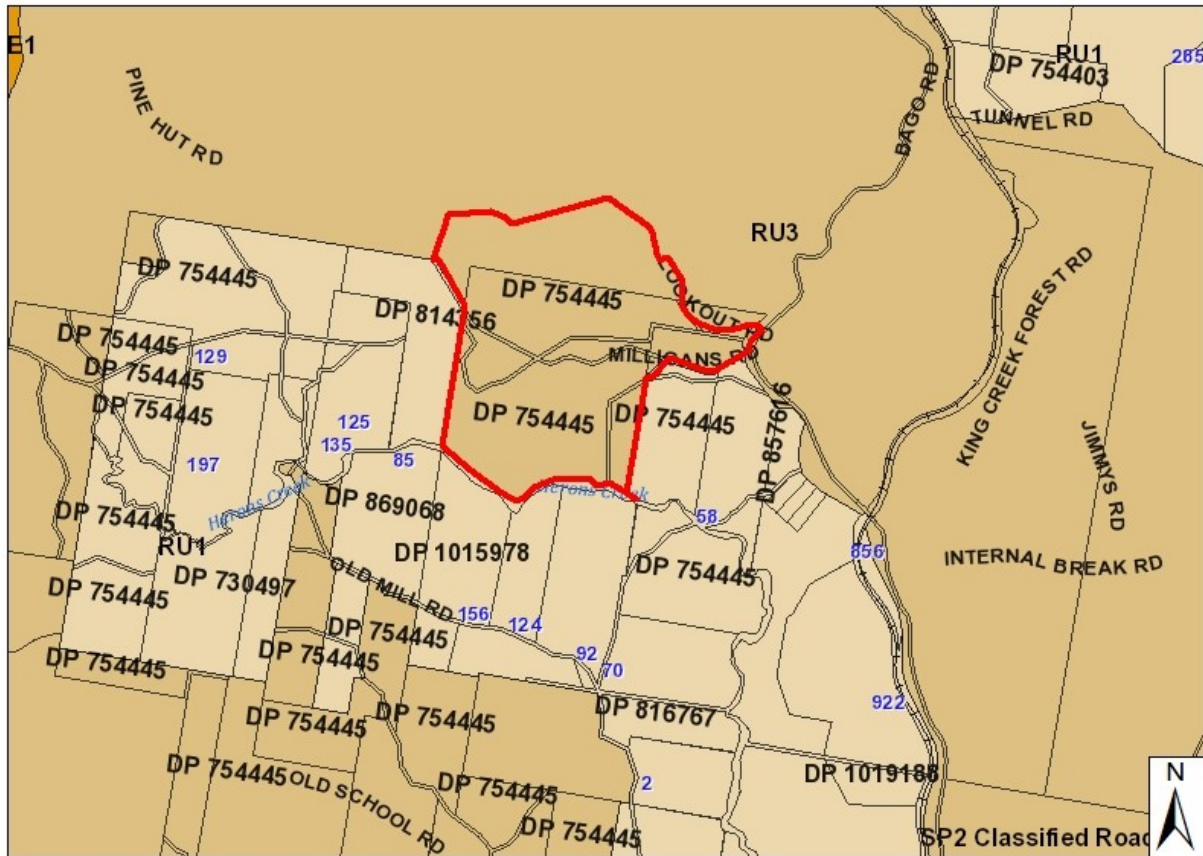 E1
RU1
285
DP 754403
PINE HUT RD
BAGO RD
TUNNEL RD
RU3
DP 754445
DP 754445
LOOKOUT RD
KING CREEK FOREST RD
DP 814356
DP 754445
129
MILLIGANS RD
DP 754445
DP 754445
DP 754445
DP 754445
DP 857616
125
135
85
197
JIMMYS RD
Herons Creek
Herons Creek
DP 869068
58
DP 754445
RU1
DP 1015978
856
INTERNAL BREAK RD
DP 754445
DP 730497
OLD MILL RD
DP 754445
156
124
DP 754445
DP 754445
DP 754445
92
70
DP 754445
DP 754445
DP 816767
922
DP 754445
OLD SCHOOL RD
DP 754445
2
DP 1019188
DP 754445
SP2 Classified Road
N